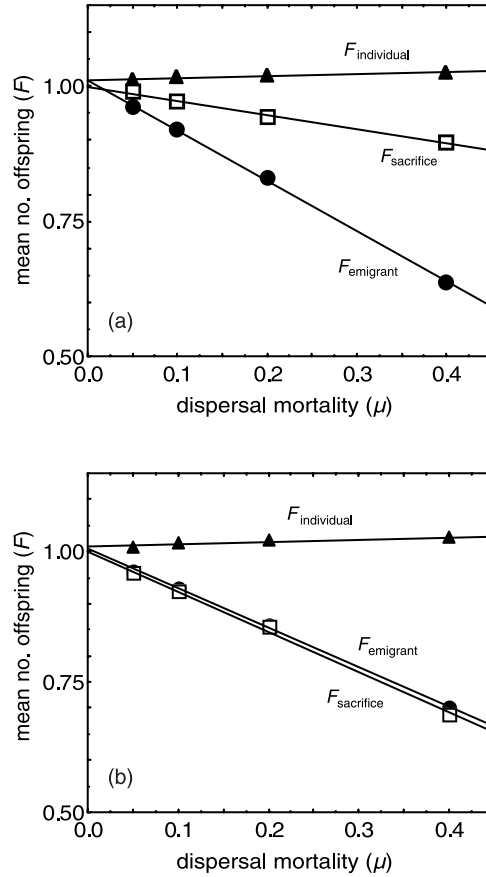 mean no. offspring (F)
1.00
0.75
0.50
F individual
F sacrifice
F emigrant
(a)
0.0 0.1 0.2 0.3 0.4
dispersal mortality (μ)
mean no. offspring (F)
1.00
0.75
0.50
F individual
F emigrant
F sacrifice
(b)
0.0 0.1 0.2 0.3 0.4
dispersal mortality (μ)